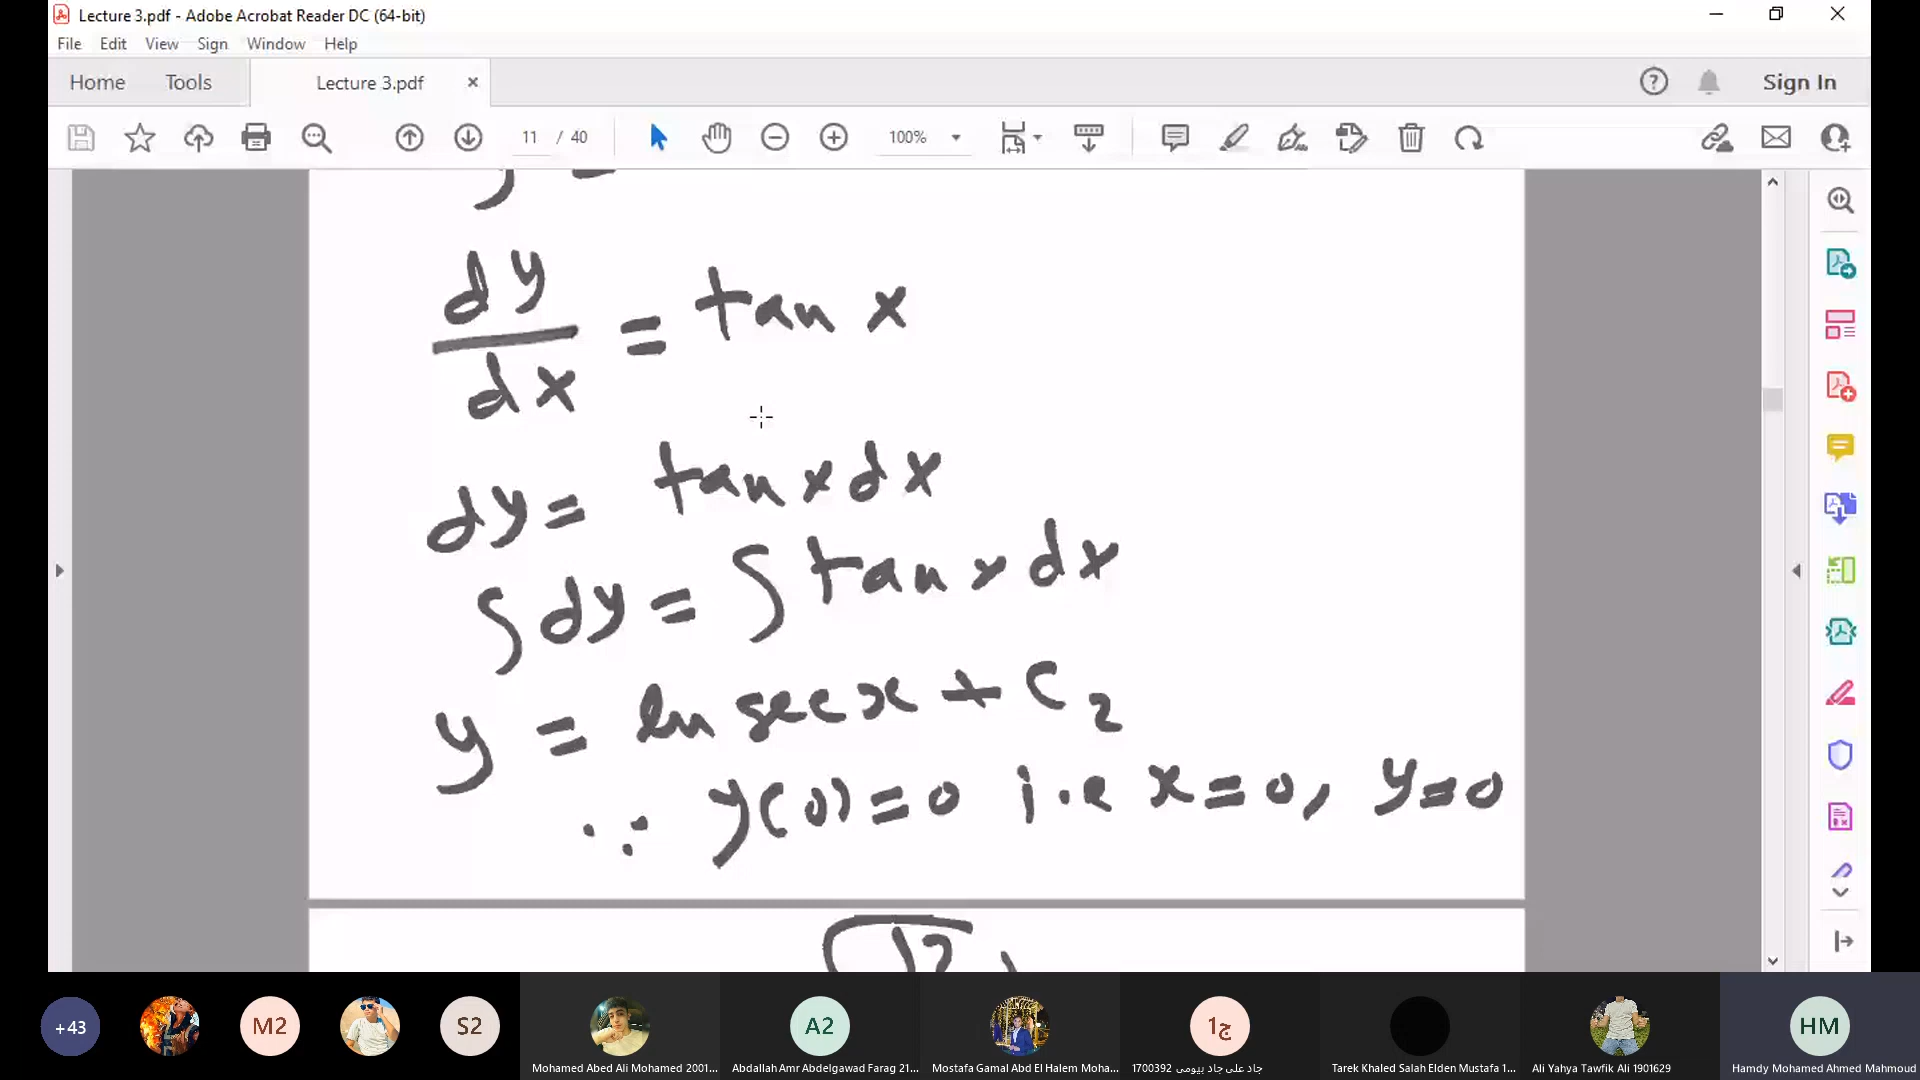 Lecture 3.pdf - Adobe Acrobat Reader DC (64-bit)
File Edit View Sign Window Help
Home Tools Lecture 3.pdf × Sign In
11 / 40 100%
dy/dx = tan x
dy = tan x dx
∫ dy = ∫ tan x dx
y = ln sec x + C₂
∵ y(0) = 0 i.e x = 0, y = 0
+43 M2 S2 A2 ج1 HM
Mohamed Abed Ali Mohamed 2001... Abdallah Amr Abdelgawad Farag 21... Mostafa Gamal Abd El Halem Moha... جاد على جاد بيومى 1700392 Tarek Khaled Salah Elden Mustafa 1... Ali Yahya Tawfik Ali 1901629 Hamdy Mohamed Ahmed Mahmoud